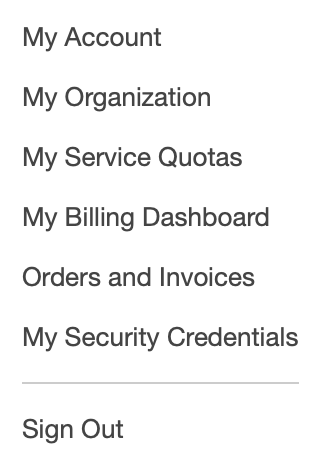 My Account
My Organization
My Service Quotas
My Billing Dashboard
Orders and Invoices
My Security Credentials
Sign Out